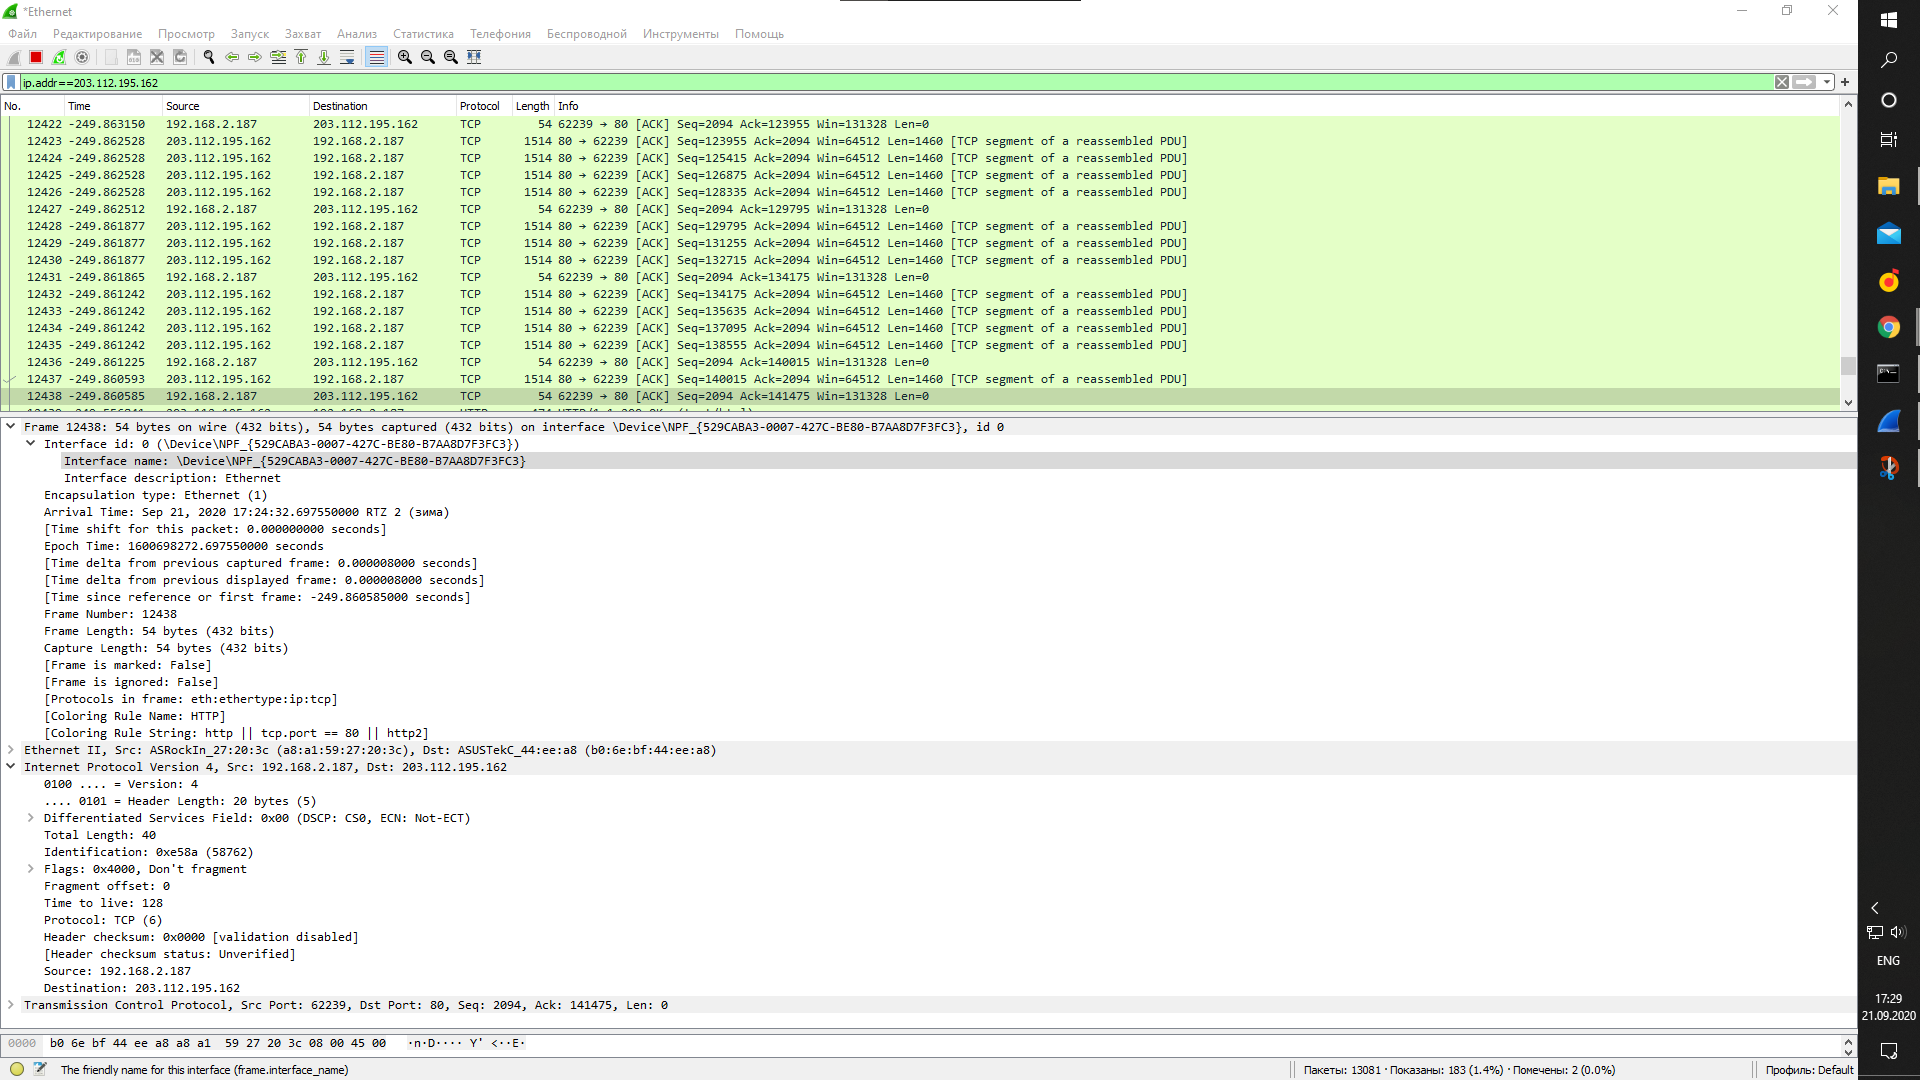 *Ethernet
Файл Редактирование Просмотр Запуск Захват Анализ Статистика Телефония Беспроводной Инструменты Помощь
ip.addr==203.112.195.162
No. Time Source Destination Protocol Length Info
12422 -249.863150 192.168.2.187 203.112.195.162 TCP 54 62239 → 80 [ACK] Seq=2094 Ack=123955 Win=131328 Len=0
12423 -249.862528 203.112.195.162 192.168.2.187 TCP 1514 80 → 62239 [ACK] Seq=123955 Ack=2094 Win=64512 Len=1460 [TCP segment of a reassembled PDU]
12424 -249.862528 203.112.195.162 192.168.2.187 TCP 1514 80 → 62239 [ACK] Seq=125415 Ack=2094 Win=64512 Len=1460 [TCP segment of a reassembled PDU]
12425 -249.862528 203.112.195.162 192.168.2.187 TCP 1514 80 → 62239 [ACK] Seq=126875 Ack=2094 Win=64512 Len=1460 [TCP segment of a reassembled PDU]
12426 -249.862528 203.112.195.162 192.168.2.187 TCP 1514 80 → 62239 [ACK] Seq=128335 Ack=2094 Win=64512 Len=1460 [TCP segment of a reassembled PDU]
12427 -249.862512 192.168.2.187 203.112.195.162 TCP 54 62239 → 80 [ACK] Seq=2094 Ack=129795 Win=131328 Len=0
12428 -249.861877 203.112.195.162 192.168.2.187 TCP 1514 80 → 62239 [ACK] Seq=129795 Ack=2094 Win=64512 Len=1460 [TCP segment of a reassembled PDU]
12429 -249.861877 203.112.195.162 192.168.2.187 TCP 1514 80 → 62239 [ACK] Seq=131255 Ack=2094 Win=64512 Len=1460 [TCP segment of a reassembled PDU]
12430 -249.861877 203.112.195.162 192.168.2.187 TCP 1514 80 → 62239 [ACK] Seq=132715 Ack=2094 Win=64512 Len=1460 [TCP segment of a reassembled PDU]
12431 -249.861865 192.168.2.187 203.112.195.162 TCP 54 62239 → 80 [ACK] Seq=2094 Ack=134175 Win=131328 Len=0
12432 -249.861242 203.112.195.162 192.168.2.187 TCP 1514 80 → 62239 [ACK] Seq=134175 Ack=2094 Win=64512 Len=1460 [TCP segment of a reassembled PDU]
12433 -249.861242 203.112.195.162 192.168.2.187 TCP 1514 80 → 62239 [ACK] Seq=135635 Ack=2094 Win=64512 Len=1460 [TCP segment of a reassembled PDU]
12434 -249.861242 203.112.195.162 192.168.2.187 TCP 1514 80 → 62239 [ACK] Seq=137095 Ack=2094 Win=64512 Len=1460 [TCP segment of a reassembled PDU]
12435 -249.861242 203.112.195.162 192.168.2.187 TCP 1514 80 → 62239 [ACK] Seq=138555 Ack=2094 Win=64512 Len=1460 [TCP segment of a reassembled PDU]
12436 -249.861225 192.168.2.187 203.112.195.162 TCP 54 62239 → 80 [ACK] Seq=2094 Ack=140015 Win=131328 Len=0
12437 -249.860593 203.112.195.162 192.168.2.187 TCP 1514 80 → 62239 [ACK] Seq=140015 Ack=2094 Win=64512 Len=1460 [TCP segment of a reassembled PDU]
12438 -249.860585 192.168.2.187 203.112.195.162 TCP 54 62239 → 80 [ACK] Seq=2094 Ack=141475 Win=131328 Len=0
Frame 12438: 54 bytes on wire (432 bits), 54 bytes captured (432 bits) on interface \Device\NPF_{529CABA3-0007-427C-BE80-B7AA8D7F3FC3}, id 0
Interface id: 0 (\Device\NPF_{529CABA3-0007-427C-BE80-B7AA8D7F3FC3})
Interface name: \Device\NPF_{529CABA3-0007-427C-BE80-B7AA8D7F3FC3}
Interface description: Ethernet
Encapsulation type: Ethernet (1)
Arrival Time: Sep 21, 2020 17:24:32.697550000 RTZ 2 (зима)
[Time shift for this packet: 0.000000000 seconds]
Epoch Time: 1600698272.697550000 seconds
[Time delta from previous captured frame: 0.000008000 seconds]
[Time delta from previous displayed frame: 0.000008000 seconds]
[Time since reference or first frame: -249.860585000 seconds]
Frame Number: 12438
Frame Length: 54 bytes (432 bits)
Capture Length: 54 bytes (432 bits)
[Frame is marked: False]
[Frame is ignored: False]
[Protocols in frame: eth:ethertype:ip:tcp]
[Coloring Rule Name: HTTP]
[Coloring Rule String: http || tcp.port == 80 || http2]
Ethernet II, Src: ASRockIn_27:20:3c (a8:a1:59:27:20:3c), Dst: ASUSTekC_44:ee:a8 (b0:6e:bf:44:ee:a8)
Internet Protocol Version 4, Src: 192.168.2.187, Dst: 203.112.195.162
0100 .... = Version: 4
.... 0101 = Header Length: 20 bytes (5)
Differentiated Services Field: 0x00 (DSCP: CS0, ECN: Not-ECT)
Total Length: 40
Identification: 0xe58a (58762)
Flags: 0x4000, Don't fragment
Fragment offset: 0
Time to live: 128
Protocol: TCP (6)
Header checksum: 0x0000 [validation disabled]
[Header checksum status: Unverified]
Source: 192.168.2.187
Destination: 203.112.195.162
Transmission Control Protocol, Src Port: 62239, Dst Port: 80, Seq: 2094, Ack: 141475, Len: 0
0000 b0 6e bf 44 ee a8 a8 a1 59 27 20 3c 08 00 45 00 ·n·D···· Y' <··E·
The friendly name for this interface (frame.interface_name)
Пакеты: 13081 · Показаны: 183 (1.4%) · Помечены: 2 (0.0%)
Профиль: Default
ENG
17:29
21.09.2020